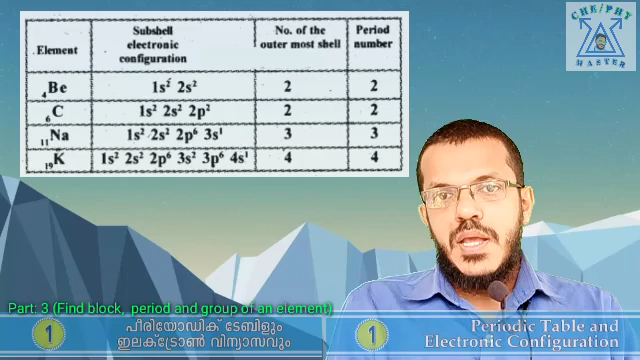 CHE/PHY
MASTER
Element
Subshell electronic configuration
No. of the outer most shell
Period number
₄Be 1s² 2s² 2 2
₆C 1s² 2s² 2p² 2 2
₁₁Na 1s² 2s² 2p⁶ 3s¹ 3 3
₁₉K 1s² 2s² 2p⁶ 3s² 3p⁶ 4s¹ 4 4
Part: 3 (Find block, period and group of an element)
1
പീരിയോഡിക് ടേബിളും
ഇലക്ട്രോൺ വിന്യാസവും
1
Periodic Table and
Electronic Configuration